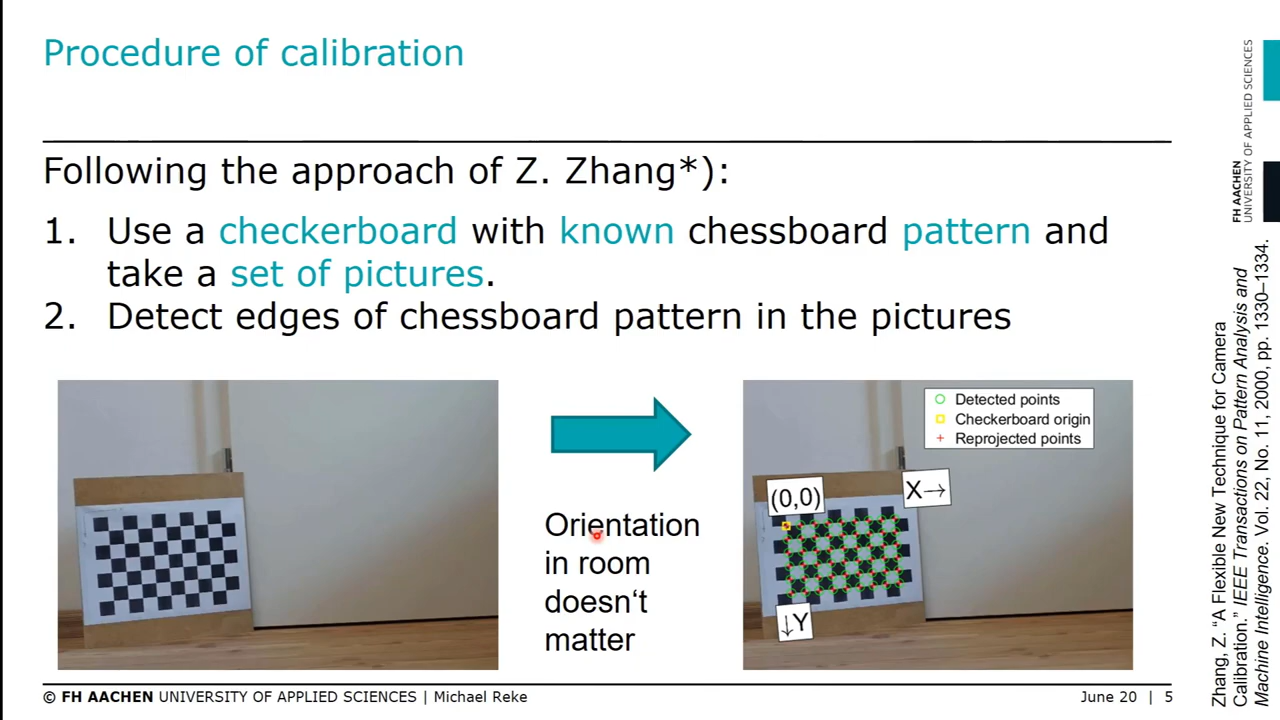 Procedure of calibration
Following the approach of Z. Zhang*):
1. Use a checkerboard with known chessboard pattern and
take a set of pictures.
2. Detect edges of chessboard pattern in the pictures
Orientation
in room
doesn‘t
matter
Detected points
Checkerboard origin
Reprojected points
(0,0)
X→
↓Y
© FH AACHEN UNIVERSITY OF APPLIED SCIENCES | Michael Reke
June 20 | 5
FH AACHEN
UNIVERSITY OF APPLIED SCIENCES
Zhang, Z. “A Flexible New Technique for Camera
Calibration.” IEEE Transactions on Pattern Analysis and
Machine Intelligence. Vol. 22, No. 11, 2000, pp. 1330–1334.